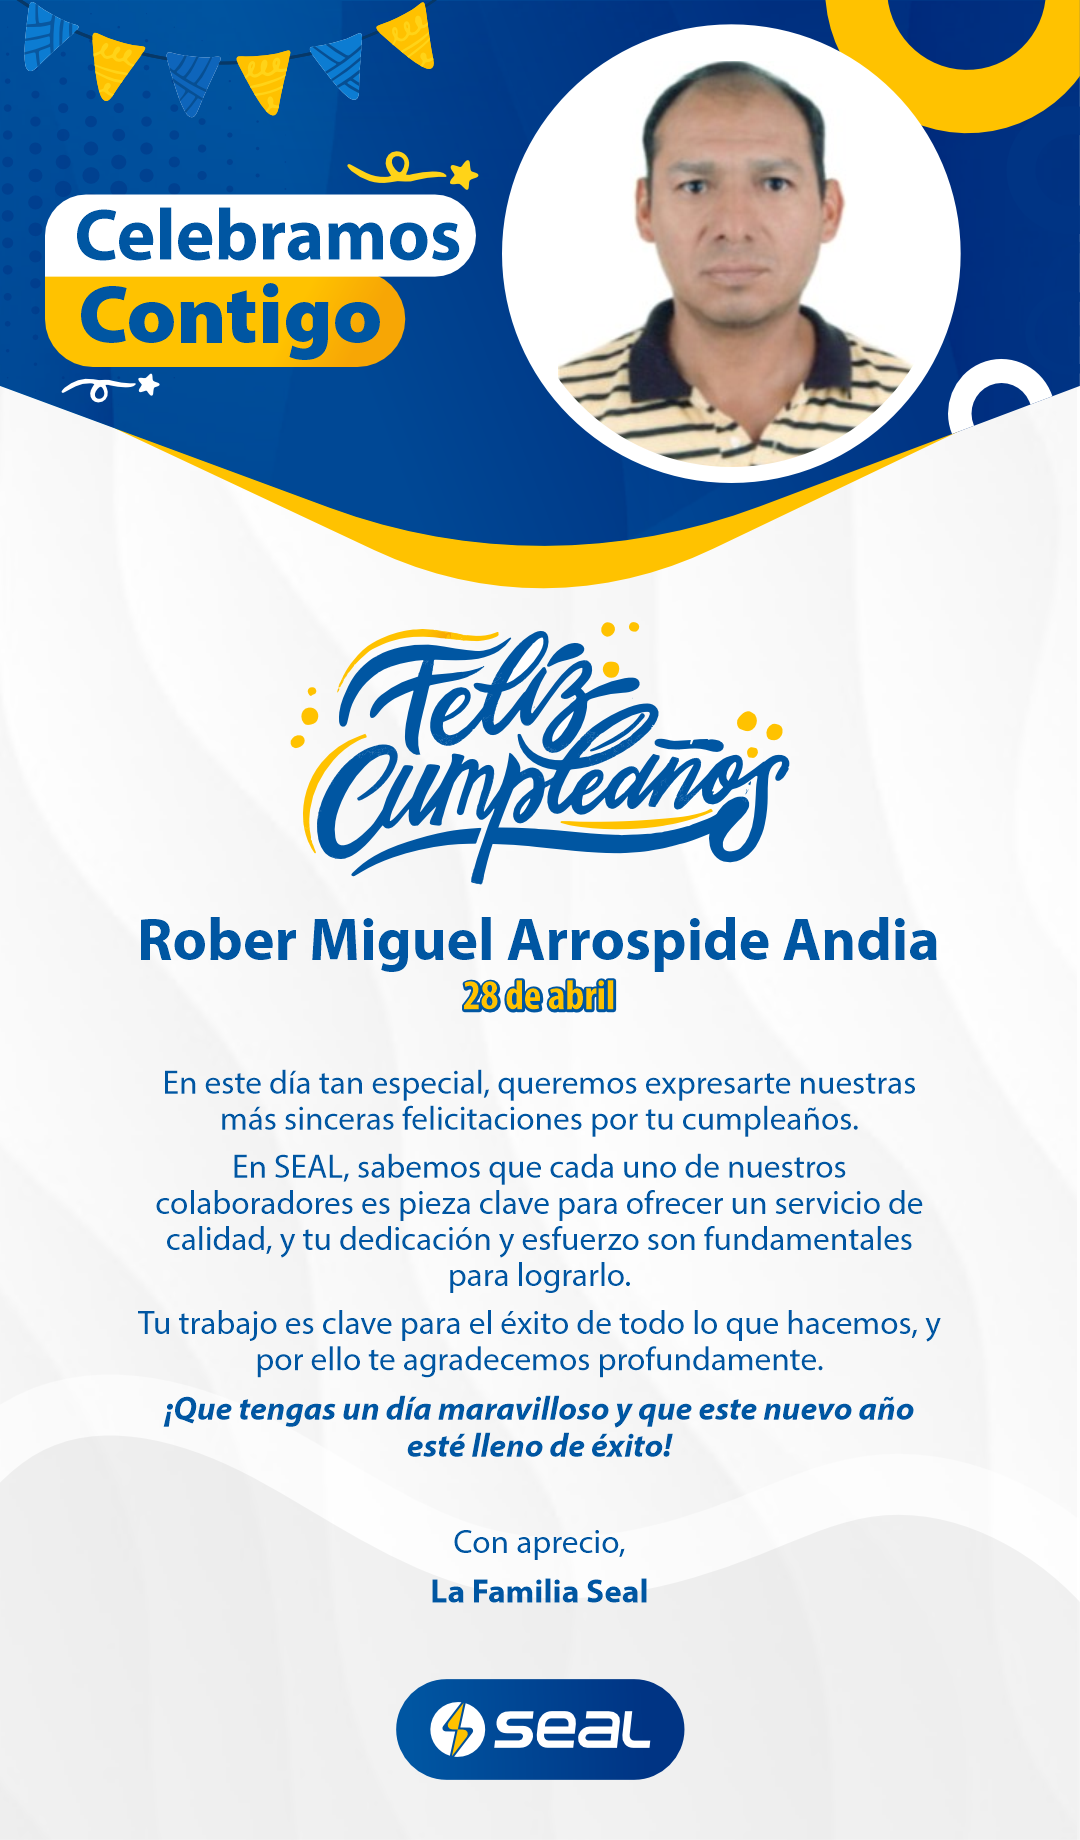 Celebramos
Contigo
Feliz
Cumpleaños
Rober Miguel Arrospide Andia
28 de abril
En este día tan especial, queremos expresarte nuestras
más sinceras felicitaciones por tu cumpleaños.
En SEAL, sabemos que cada uno de nuestros
colaboradores es pieza clave para ofrecer un servicio de
calidad, y tu dedicación y esfuerzo son fundamentales
para lograrlo.
Tu trabajo es clave para el éxito de todo lo que hacemos, y
por ello te agradecemos profundamente.
¡Que tengas un día maravilloso y que este nuevo año
esté lleno de éxito!
Con aprecio,
La Familia Seal
seal